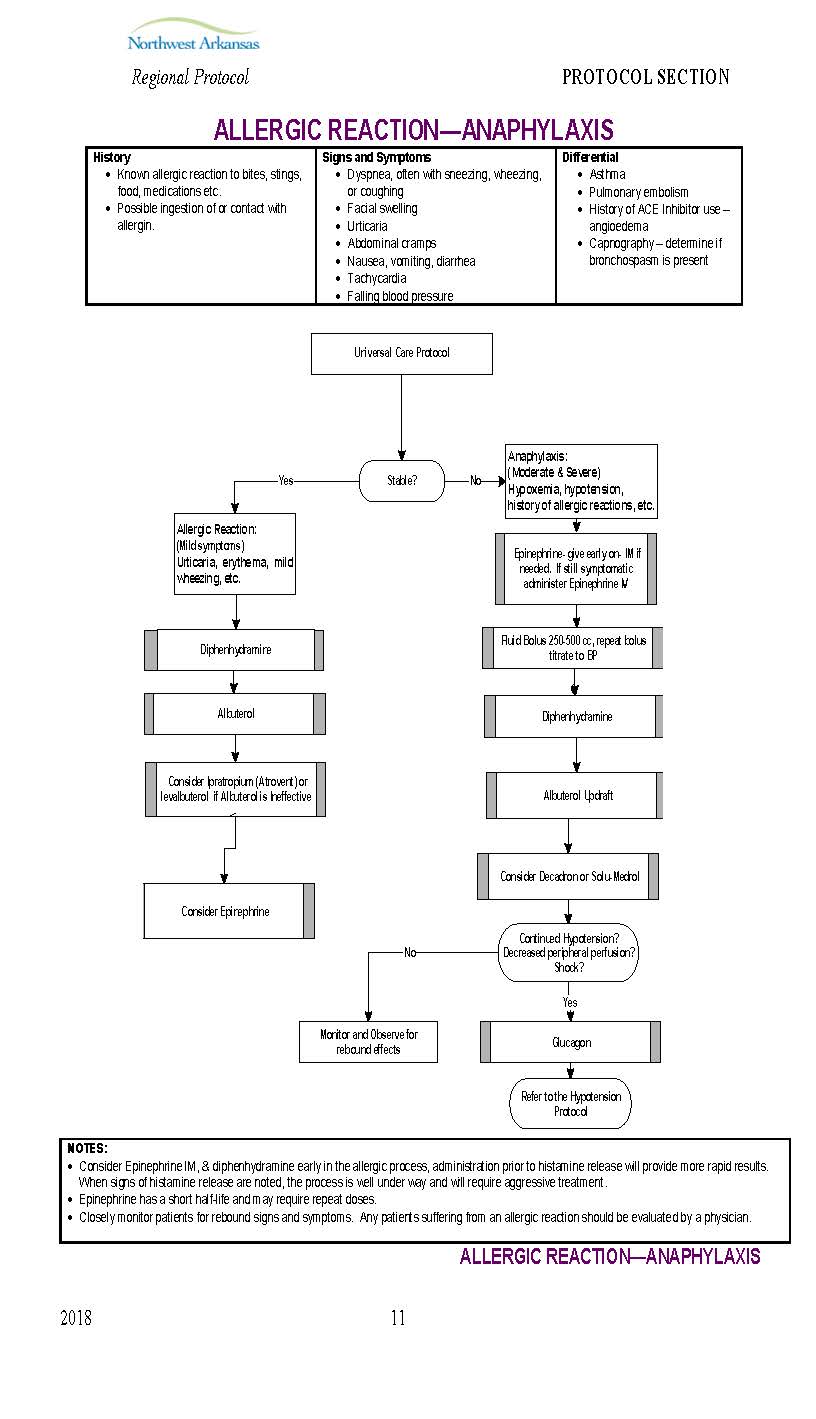 Northwest Arkansas
Regional Protocol
PROTOCOL SECTION
ALLERGIC REACTION—ANAPHYLAXIS
History
• Known allergic reaction to bites, stings,
food, medications etc.
• Possible ingestion of or contact with
allergin.
Signs and Symptoms
• Dyspnea, often with sneezing, wheezing,
or coughing
• Facial swelling
• Urticaria
• Abdominal cramps
• Nausea, vomiting, diarrhea
• Tachycardia
• Falling blood pressure
Differential
• Asthma
• Pulmonary embolism
• History of ACE Inhibitor use –
angioedema
• Capnography – determine if
bronchospasm is present
Universal Care Protocol
Stable?
Yes
No
Allergic Reaction:
(Mild symptoms)
Urticaria, erythema, mild
wheezing, etc.
Diphenhydramine
Albuterol
Consider Ipratropium (Atrovent) or
levalbuterol if Albuterol is Ineffective
Consider Epinephrine
Anaphylaxis:
(Moderate & Severe)
Hypoxemia, hypotension,
history of allergic reactions, etc.
Epinephrine- give early on- IM if
needed. If still symptomatic
administer Epinephrine IV
Fluid Bolus 250-500 cc, repeat bolus
titrate to BP
Diphenhydramine
Albuterol Updraft
Consider Decadron or Solu-Medrol
Continued Hypotension?
Decreased peripheral perfusion?
Shock?
No
Yes
Monitor and Observe for
rebound effects
Glucagon
Refer to the Hypotension
Protocol
NOTES:
• Consider Epinephrine IM, & diphenhydramine early in the allergic process, administration prior to histamine release will provide more rapid results.
When signs of histamine release are noted, the process is well under way and will require aggressive treatment.
• Epinephrine has a short half-life and may require repeat doses.
• Closely monitor patients for rebound signs and symptoms. Any patients suffering from an allergic reaction should be evaluated by a physician.
ALLERGIC REACTION—ANAPHYLAXIS
2018
11